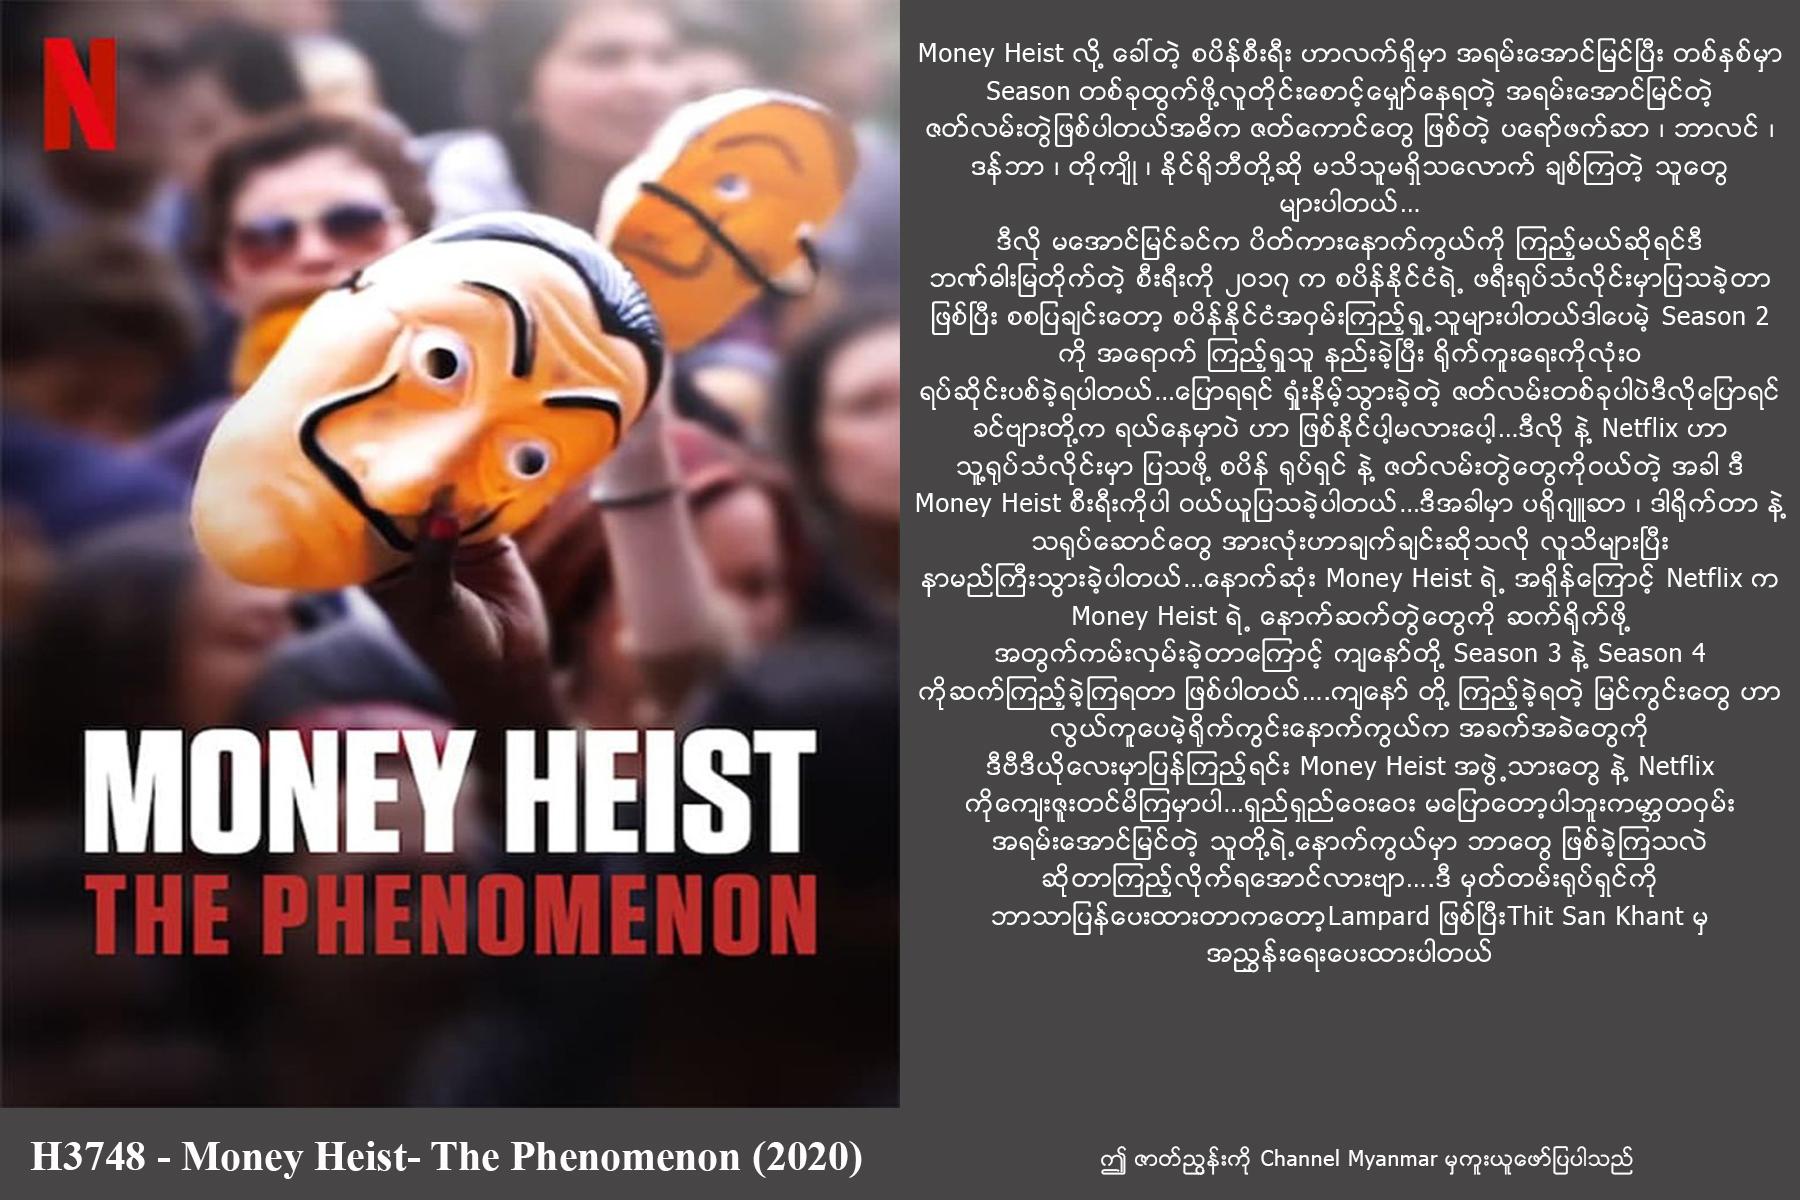 N
MONEY HEIST
THE PHENOMENON
H3748 - Money Heist- The Phenomenon (2020)
Money Heist လို့ ခေါ်တဲ့ စပိန်စီးရီး ဟာလက်ရှိမှာ အရမ်းအောင်မြင်ပြီး တစ်နှစ်မှာ
Season တစ်ခုထွက်ဖို့လူတိုင်းစောင့်မျှော်နေရတဲ့ အရမ်းအောင်မြင်တဲ့
ဇတ်လမ်းတွဲဖြစ်ပါတယ်အဓိက ဇတ်ကောင်တွေ ဖြစ်တဲ့ ပရော်ဖက်ဆာ ၊ ဘာလင် ၊
ဒန်ဘာ ၊ တိုကျို ၊ နိုင်ရိုဘီတို့ဆို မသိသူမရှိသလောက် ချစ်ကြတဲ့ သူတွေ
များပါတယ်...
ဒီလို မအောင်မြင်ခင်က ပိတ်ကားနောက်ကွယ်ကို ကြည့်မယ်ဆိုရင်ဒီ
ဘဏ်ဓါးမြတိုက်တဲ့ စီးရီးကို ၂၀၁၇ က စပိန်နိုင်ငံရဲ့ ဖရီးရုပ်သံလိုင်းမှာပြသခဲ့တာ
ဖြစ်ပြီး စစပြချင်းတော့ စပိန်နိုင်ငံအဝှမ်းကြည့်ရှု့သူများပါတယ်ဒါပေမဲ့ Season 2
ကို အရောက် ကြည့်ရှုသူ နည်းခဲ့ပြီး ရိုက်ကူးရေးကိုလုံးဝ
ရပ်ဆိုင်းပစ်ခဲ့ရပါတယ်...ပြောရရင် ရှုံးနိမ့်သွားခဲ့တဲ့ ဇတ်လမ်းတစ်ခုပါပဲဒီလိုပြောရင်
ခင်ဗျားတို့က ရယ်နေမှာပဲ ဟာ ဖြစ်နိုင်ပါ့မလားပေါ့...ဒီလို နဲ့ Netflix ဟာ
သူ့ရုပ်သံလိုင်းမှာ ပြသဖို့ စပိန် ရုပ်ရှင် နဲ့ ဇတ်လမ်းတွဲတွေကိုဝယ်တဲ့ အခါ ဒီ
Money Heist စီးရီးကိုပါ ဝယ်ယူပြသခဲ့ပါတယ်...ဒီအခါမှာ ပရိုဂျူဆာ ၊ ဒါရိုက်တာ နဲ့
သရုပ်ဆောင်တွေ အားလုံးဟာချက်ချင်းဆိုသလို လူသိများပြီး
နာမည်ကြီးသွားခဲ့ပါတယ်...နောက်ဆုံး Money Heist ရဲ့ အရှိန်ကြောင့် Netflix က
Money Heist ရဲ့ နောက်ဆက်တွဲတွေကို ဆက်ရိုက်ဖို့
အတွက်ကမ်းလှမ်းခဲ့တာကြောင့် ကျနော်တို့ Season 3 နဲ့ Season 4
ကိုဆက်ကြည့်ခဲ့ကြရတာ ဖြစ်ပါတယ်....ကျနော် တို့ ကြည့်ခဲ့ရတဲ့ မြင်ကွင်းတွေ ဟာ
လွယ်ကူပေမဲ့ရိုက်ကွင်းနောက်ကွယ်က အခက်အခဲတွေကို
ဒီဗီဒီယိုလေးမှာပြန်ကြည့်ရင်း Money Heist အဖွဲ့သားတွေ နဲ့ Netflix
ကိုကျေးဇူးတင်မိကြမှာပါ...ရှည်ရှည်ဝေးဝေး မပြောတော့ပါဘူးကမ္ဘာတဝှမ်း
အရမ်းအောင်မြင်တဲ့ သူတို့ရဲ့နောက်ကွယ်မှာ ဘာတွေ ဖြစ်ခဲ့ကြသလဲ
ဆိုတာကြည့်လိုက်ရအောင်လားဗျာ....ဒီ မှတ်တမ်းရုပ်ရှင်ကို
ဘာသာပြန်ပေးထားတာကတော့Lampard ဖြစ်ပြီးThit San Khant မှ
အညွှန်းရေးပေးထားပါတယ်
ဤ ဇာတ်ညွှန်းကို Channel Myanmar မှကူးယူဖော်ပြပါသည်